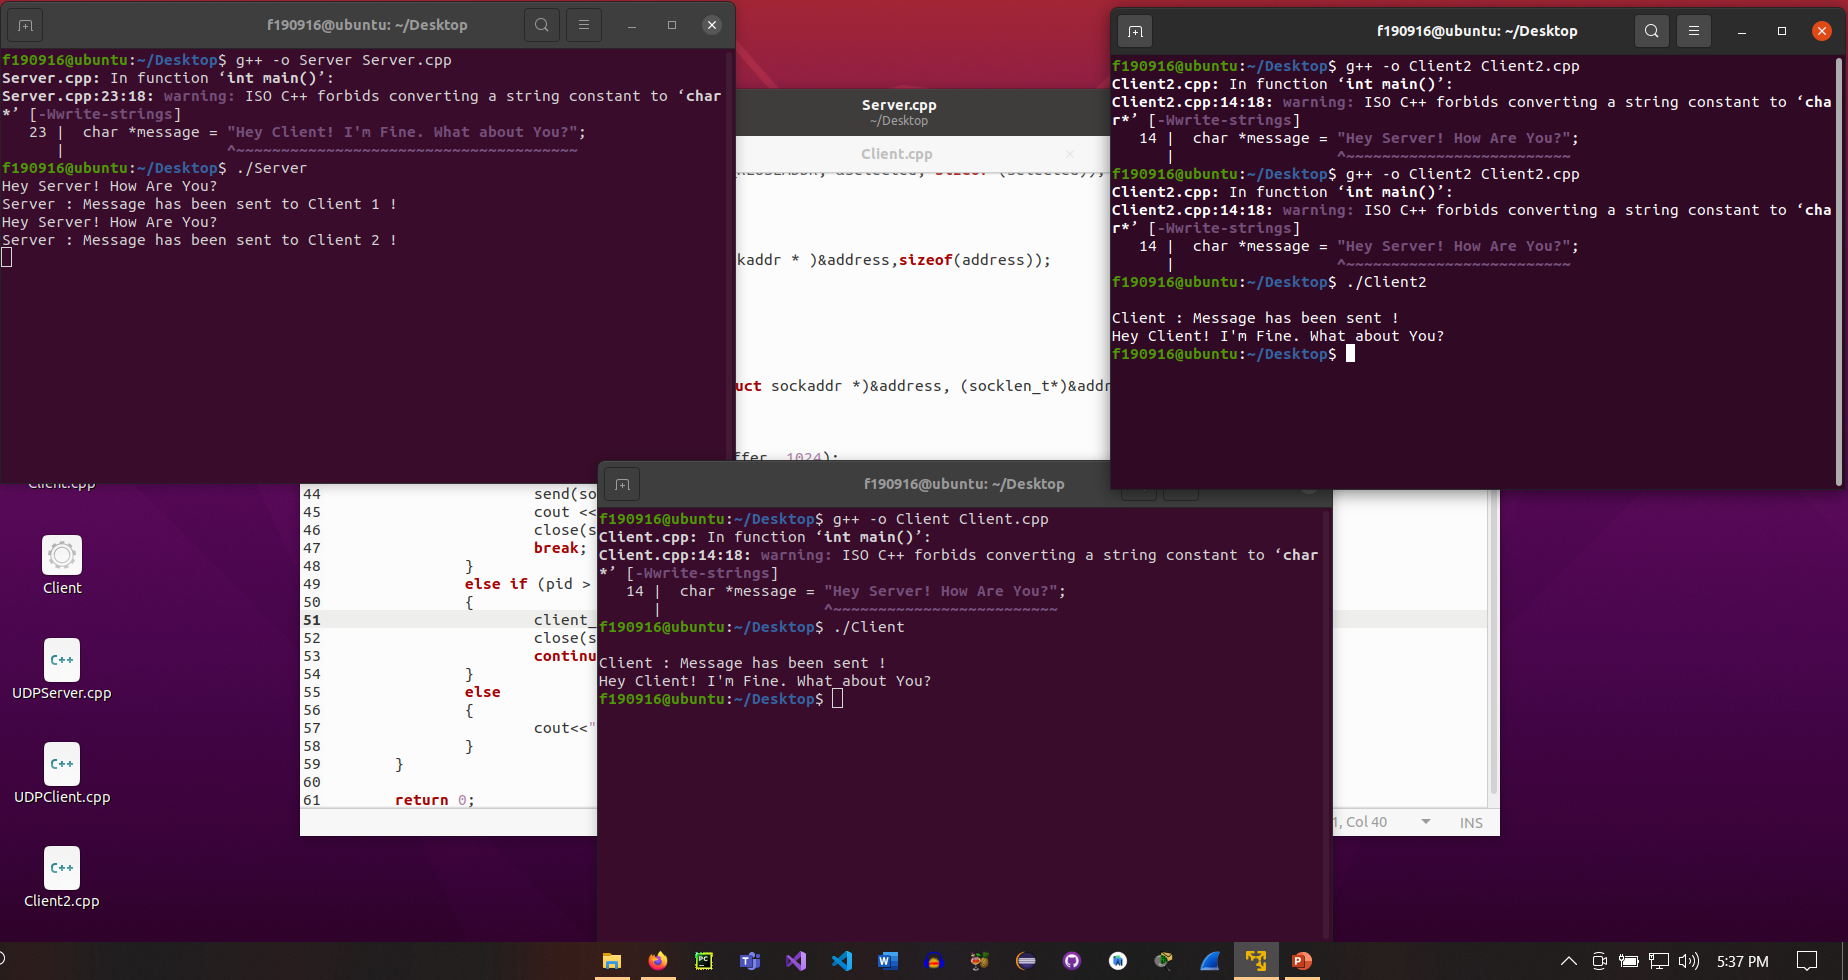 f190916@ubuntu: ~/Desktop
f190916@ubuntu:~/Desktop$ g++ -o Server Server.cpp
Server.cpp: In function ‘int main()’:
Server.cpp:23:18: warning: ISO C++ forbids converting a string constant to ‘char
*’ [-Wwrite-strings]
23 | char *message = "Hey Client! I'm Fine. What about You?";
| ^~~~~~~~~~~~~~~~~~~~~~~~~~~~~~~~~~~~~~~
f190916@ubuntu:~/Desktop$ ./Server
Hey Server! How Are You?
Server : Message has been sent to Client 1 !
Hey Server! How Are You?
Server : Message has been sent to Client 2 !
Server.cpp
~/Desktop
Client.cpp
kaddr * )&address,sizeof(address));
uct sockaddr *)&address, (socklen_t*)&addr
ffer, 1024);
f190916@ubuntu: ~/Desktop
f190916@ubuntu:~/Desktop$ g++ -o Client2 Client2.cpp
Client2.cpp: In function ‘int main()’:
Client2.cpp:14:18: warning: ISO C++ forbids converting a string constant to ‘cha
r*’ [-Wwrite-strings]
14 | char *message = "Hey Server! How Are You?";
| ^~~~~~~~~~~~~~~~~~~~~~~~~~
f190916@ubuntu:~/Desktop$ g++ -o Client2 Client2.cpp
Client2.cpp: In function ‘int main()’:
Client2.cpp:14:18: warning: ISO C++ forbids converting a string constant to ‘cha
r*’ [-Wwrite-strings]
14 | char *message = "Hey Server! How Are You?";
| ^~~~~~~~~~~~~~~~~~~~~~~~~~
f190916@ubuntu:~/Desktop$ ./Client2
Client : Message has been sent !
Hey Client! I'm Fine. What about You?
f190916@ubuntu:~/Desktop$
Client.cpp
Client
UDPServer.cpp
UDPClient.cpp
Client2.cpp
44 send(so
45 cout <<
46 close(s
47 break;
48 }
49 else if (pid >
50 {
51 client_
52 close(s
53 continu
54 }
55 else
56 {
57 cout<<"
58 }
59 }
60
61 return 0;
f190916@ubuntu: ~/Desktop
f190916@ubuntu:~/Desktop$ g++ -o Client Client.cpp
Client.cpp: In function ‘int main()’:
Client.cpp:14:18: warning: ISO C++ forbids converting a string constant to ‘char
*’ [-Wwrite-strings]
14 | char *message = "Hey Server! How Are You?";
| ^~~~~~~~~~~~~~~~~~~~~~~~~~
f190916@ubuntu:~/Desktop$ ./Client
Client : Message has been sent !
Hey Client! I'm Fine. What about You?
f190916@ubuntu:~/Desktop$
1, Col 40 INS
5:37 PM